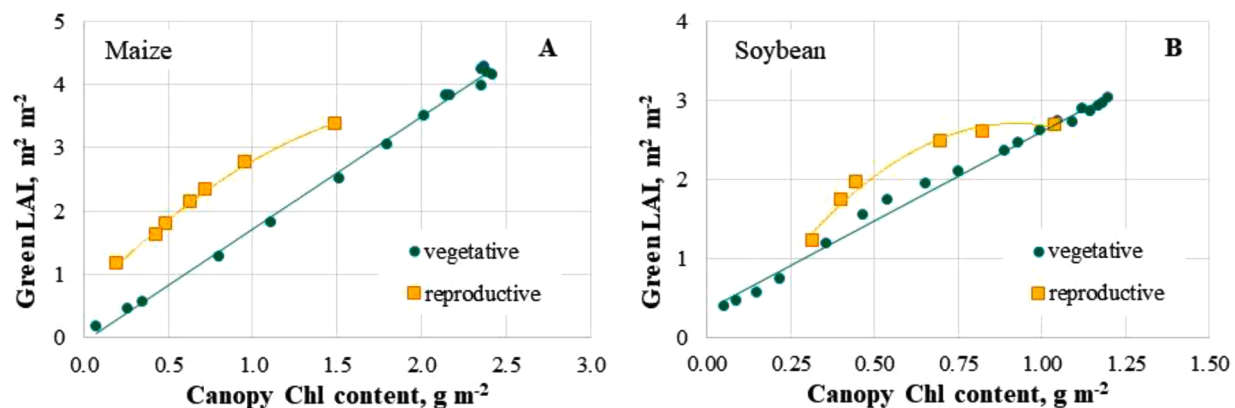 Maize
A
Green LAI, m² m⁻²
5
4
3
2
1
0
vegetative
reproductive
0.0 0.5 1.0 1.5 2.0 2.5 3.0
Canopy Chl content, g m⁻²
Soybean
B
Green LAI, m² m⁻²
4
3
2
1
0
vegetative
reproductive
0.00 0.25 0.50 0.75 1.00 1.25 1.50
Canopy Chl content, g m⁻²